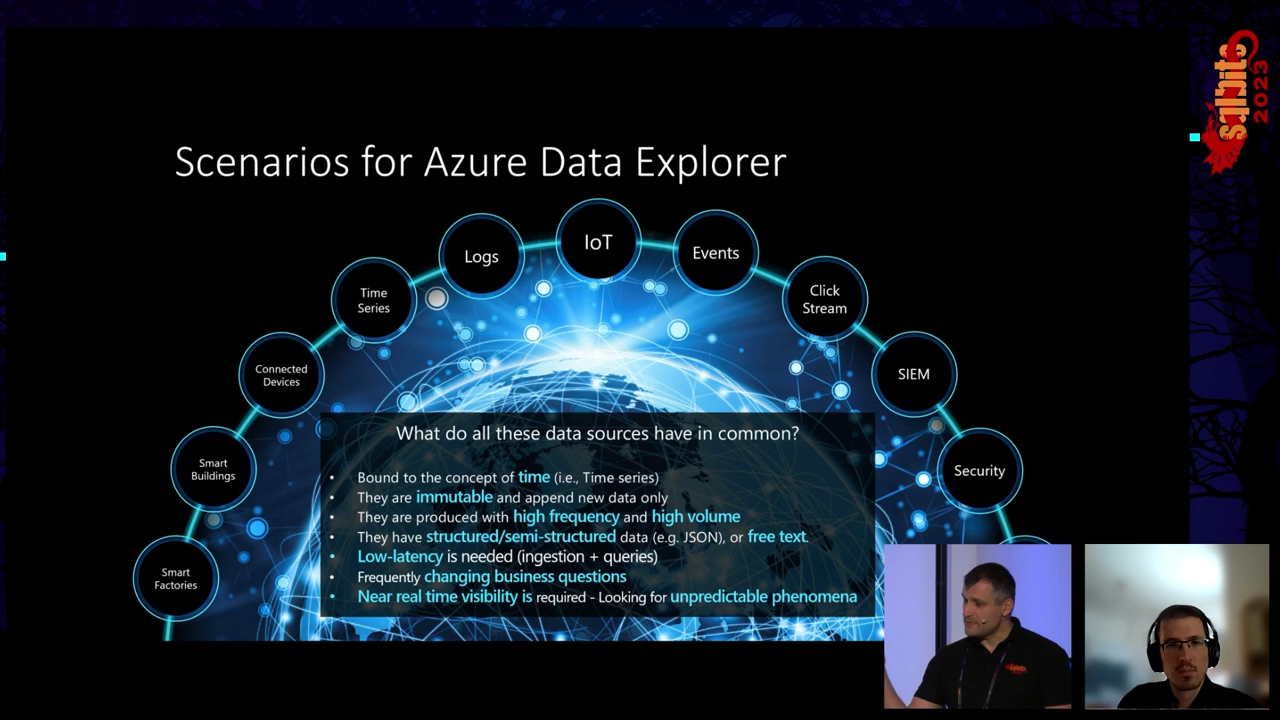 Scenarios for Azure Data Explorer
IoT
Logs
Events
Time
Series
Click
Stream
Connected
Devices
SIEM
Smart
Buildings
Security
Smart
Factories
What do all these data sources have in common?
• Bound to the concept of time (i.e., Time series)
• They are immutable and append new data only
• They are produced with high frequency and high volume
• They have structured/semi-structured data (e.g. JSON), or free text.
• Low-latency is needed (ingestion + queries)
• Frequently changing business questions
• Near real time visibility is required - Looking for unpredictable phenomena
sqlbits
2023